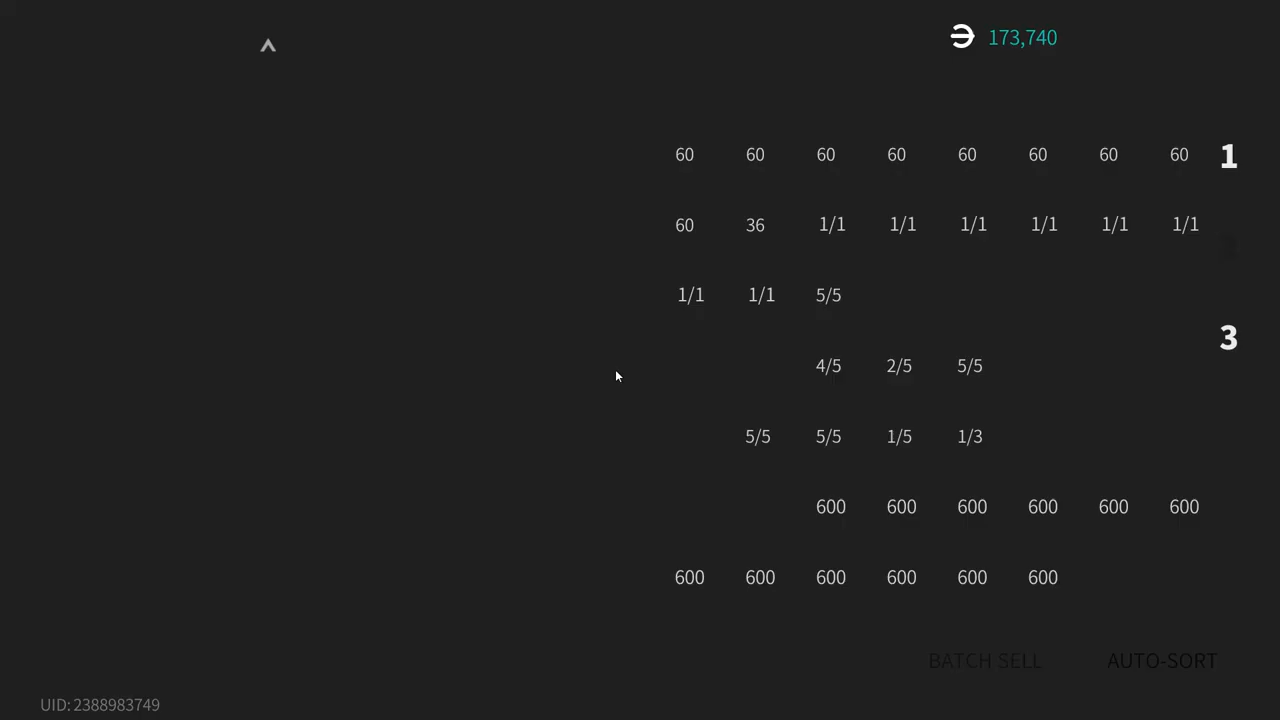 173,740
60 60 60 60 60 60 60 60 1
60 36 1/1 1/1 1/1 1/1 1/1 1/1
1/1 1/1 5/5
3
4/5 2/5 5/5
5/5 5/5 1/5 1/3
600 600 600 600 600 600
600 600 600 600 600 600
BATCH SELL AUTO-SORT
UID: 2388983749